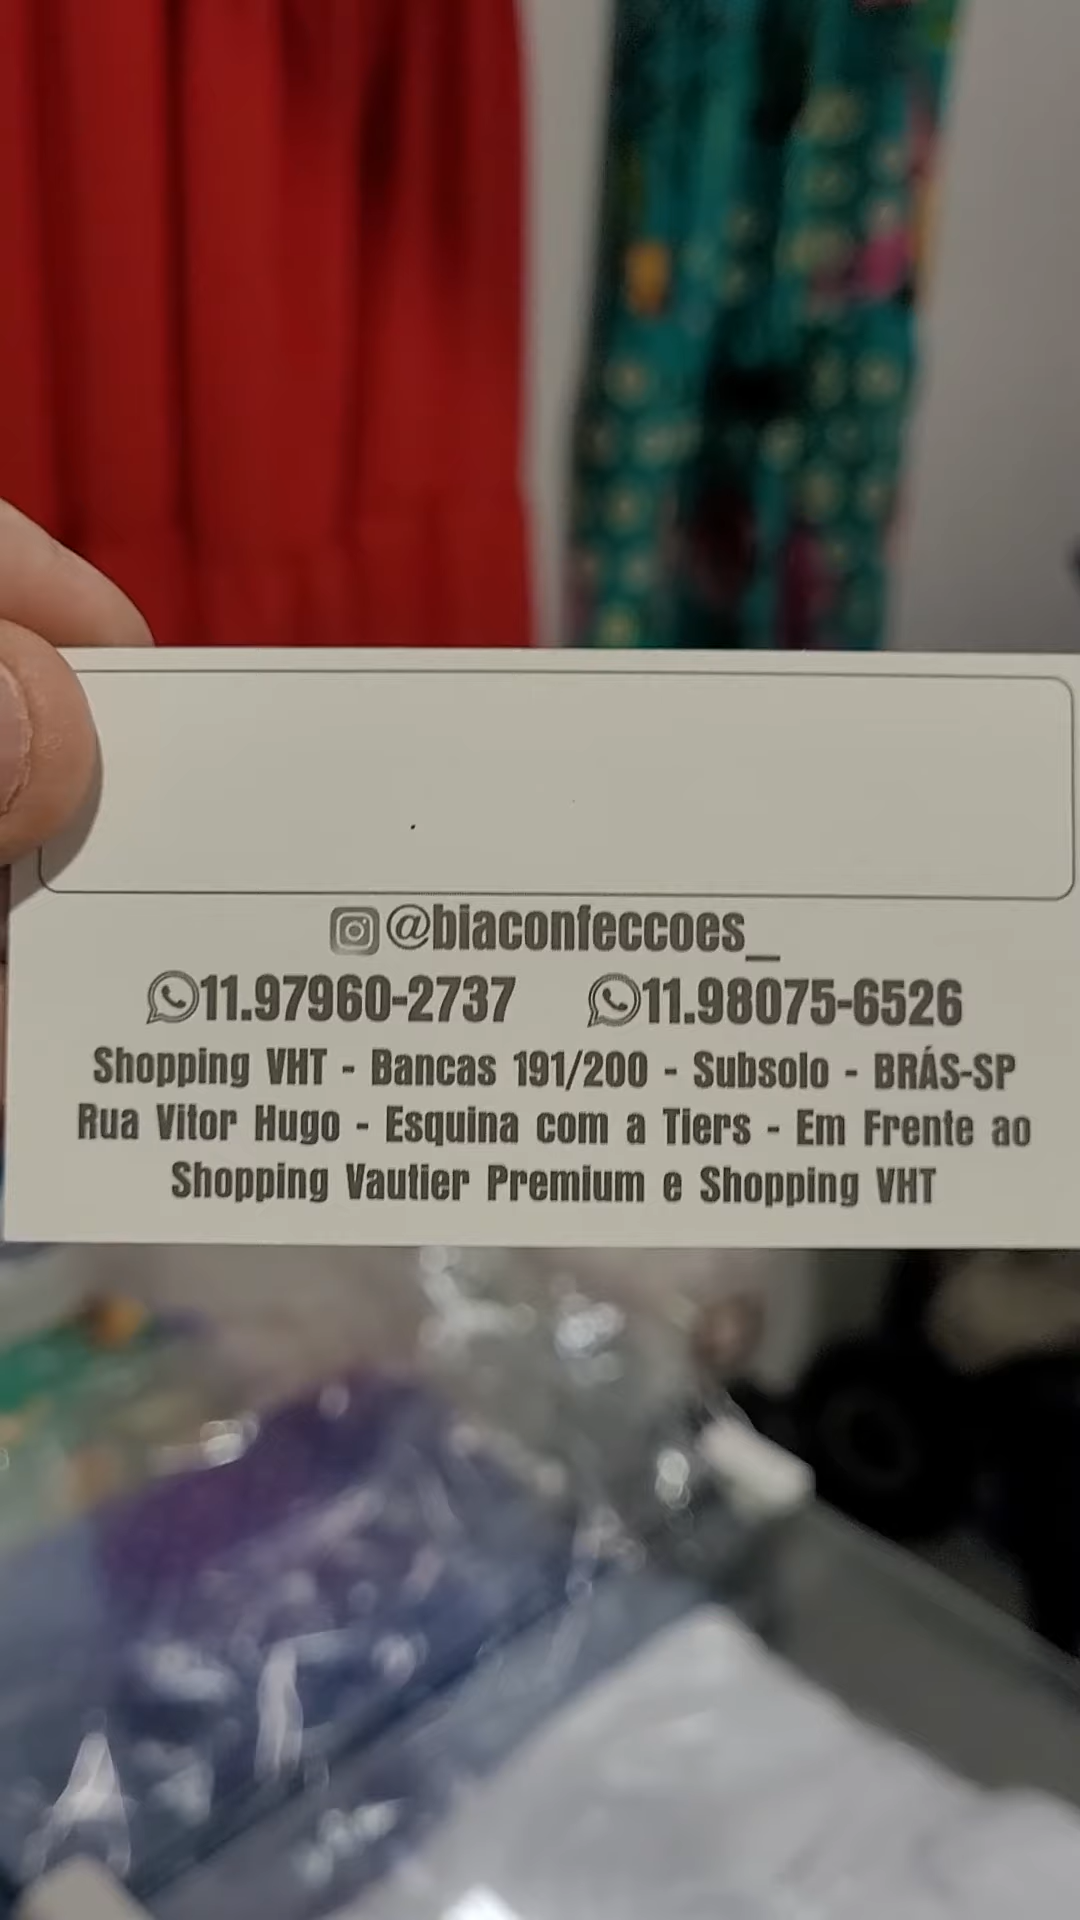 @biaconfeccoes_
11.97960-2737 11.98075-6526
Shopping VHT - Bancas 191/200 - Subsolo - BRÁS-SP
Rua Vitor Hugo - Esquina com a Tiers - Em Frente ao
Shopping Vautier Premium e Shopping VHT